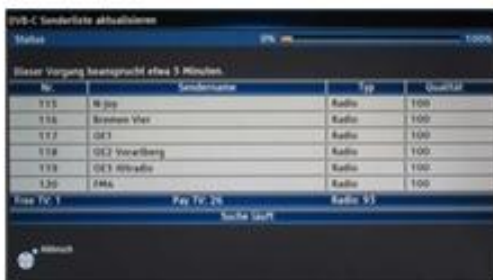 DVB-C Senderliste aktualisieren
Status 0% 100%
Dieser Vorgang beansprucht etwa 5 Minuten.
Nr. Sendername Typ Qualität
115 N-Joy Radio 100
116 Bremen Vier Radio 100
117 OE1 Radio 100
118 OE2 Vorarlberg Radio 100
119 OE3 Hitradio Radio 100
120 FM4 Radio 100
Free TV: 1 Pay TV: 26 Radio: 93
Suche läuft
Abbruch